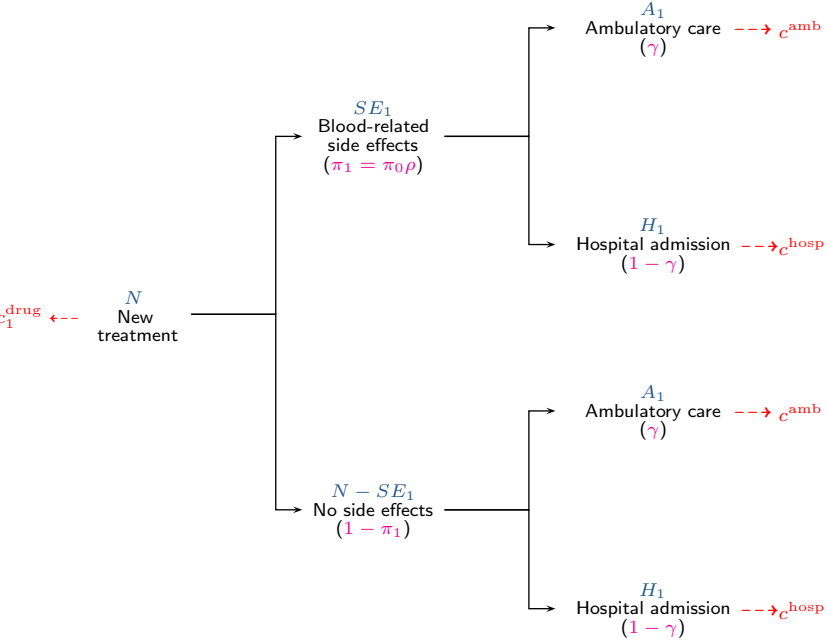 A₁
Ambulatory care
(γ)
c^amb
SE₁
Blood-related
side effects
(π₁ = π₀ρ)
H₁
Hospital admission
(1 − γ)
c^hosp
c₁^drug
N
New
treatment
A₁
Ambulatory care
(γ)
c^amb
N − SE₁
No side effects
(1 − π₁)
H₁
Hospital admission
(1 − γ)
c^hosp